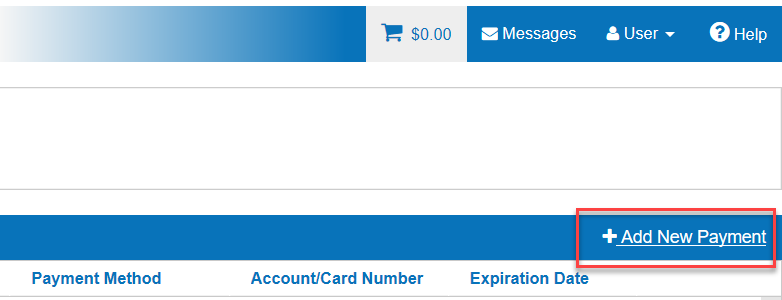 $0.00 Messages User Help
Add New Payment
Payment Method Account/Card Number Expiration Date